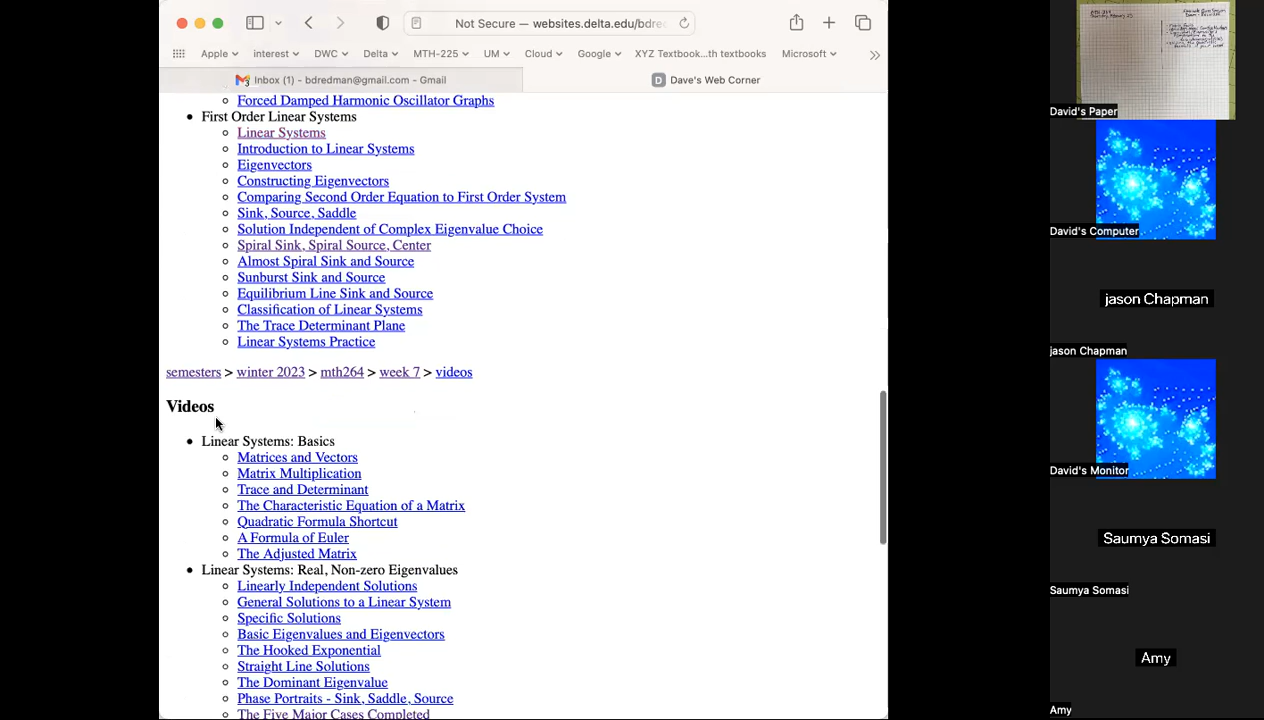 Not Secure — websites.delta.edu/bdrec
Apple
interest
DWC
Delta
MTH-225
UM
Cloud
Google
XYZ Textbook...th textbooks
Microsoft
Inbox (1) - bdredman@gmail.com - Gmail
D Dave's Web Corner
Forced Damped Harmonic Oscillator Graphs
First Order Linear Systems
Linear Systems
Introduction to Linear Systems
Eigenvectors
Constructing Eigenvectors
Comparing Second Order Equation to First Order System
Sink, Source, Saddle
Solution Independent of Complex Eigenvalue Choice
Spiral Sink, Spiral Source, Center
Almost Spiral Sink and Source
Sunburst Sink and Source
Equilibrium Line Sink and Source
Classification of Linear Systems
The Trace Determinant Plane
Linear Systems Practice
semesters > winter 2023 > mth264 > week 7 > videos
Videos
Linear Systems: Basics
Matrices and Vectors
Matrix Multiplication
Trace and Determinant
The Characteristic Equation of a Matrix
Quadratic Formula Shortcut
A Formula of Euler
The Adjusted Matrix
Linear Systems: Real, Non-zero Eigenvalues
Linearly Independent Solutions
General Solutions to a Linear System
Specific Solutions
Basic Eigenvalues and Eigenvectors
The Hooked Exponential
Straight Line Solutions
The Dominant Eigenvalue
Phase Portraits - Sink, Saddle, Source
The Five Major Cases Completed
David's Paper
David's Computer
jason Chapman
jason Chapman
David's Monitor
Saumya Somasi
Saumya Somasi
Amy
Amy